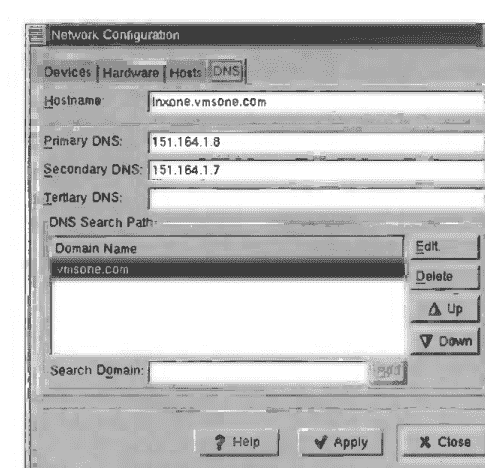 Network Configuration
Devices Hardware Hosts DNS
Hostname: lnxone.vmsone.com
Primary DNS: 151.164.1.8
Secondary DNS: 151.164.1.7
Tertiary DNS:
DNS Search Path
Domain Name
vmsone.com
Edit
Delete
Up
Down
Search Domain: Add
Help Apply Close